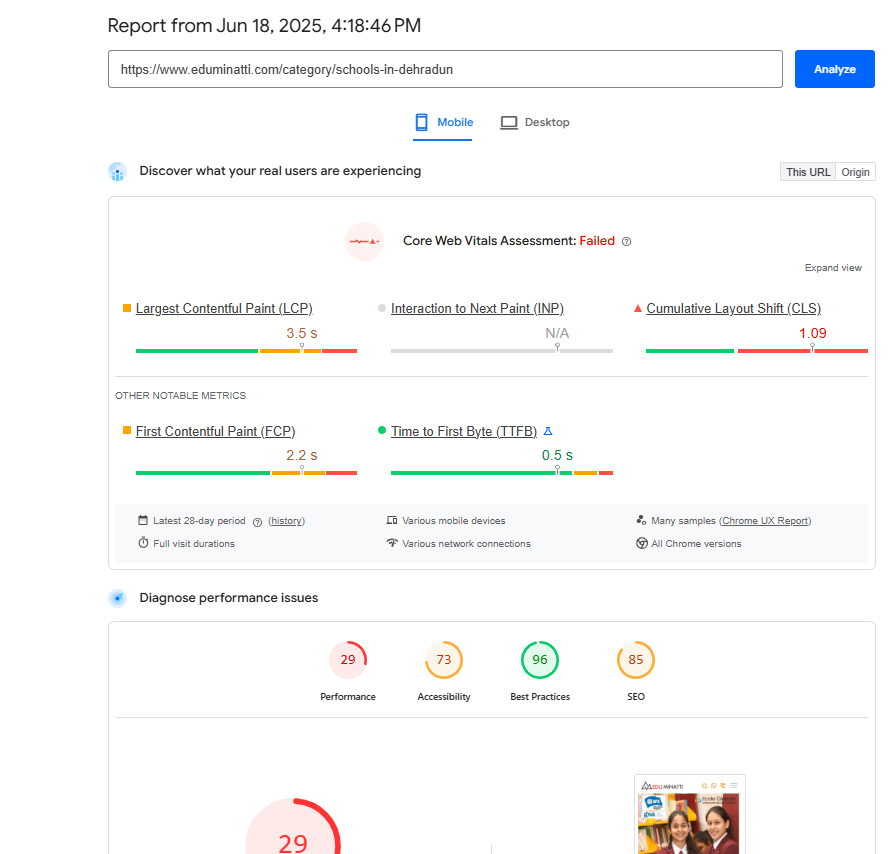 Report from Jun 18, 2025, 4:18:46 PM
https://www.eduminatti.com/category/schools-in-dehradun
Analyze
Mobile
Desktop
Discover what your real users are experiencing
This URL
Origin
Core Web Vitals Assessment: Failed
Expand view
Largest Contentful Paint (LCP)
3.5 s
Interaction to Next Paint (INP)
N/A
Cumulative Layout Shift (CLS)
1.09
OTHER NOTABLE METRICS
First Contentful Paint (FCP)
2.2 s
Time to First Byte (TTFB)
0.5 s
Latest 28-day period (history)
Various mobile devices
Many samples (Chrome UX Report)
Full visit durations
Various network connections
All Chrome versions
Diagnose performance issues
29
Performance
73
Accessibility
96
Best Practices
85
SEO
29
EDU MINATTI